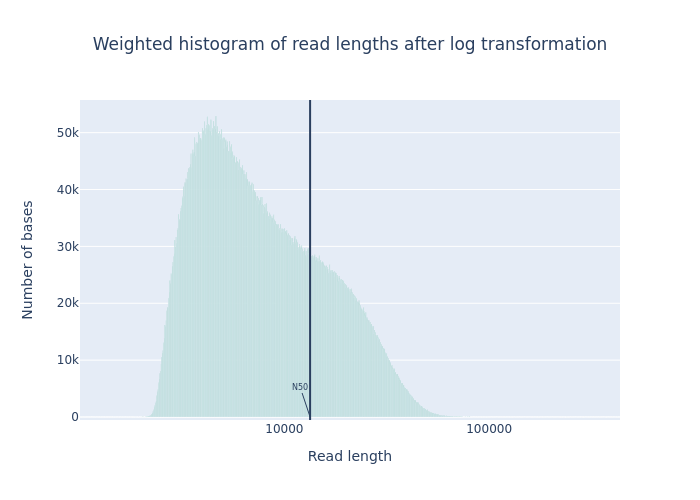 Weighted histogram of read lengths after log transformation
Number of bases
50k
40k
30k
20k
10k
0
N50
10000
100000
Read length